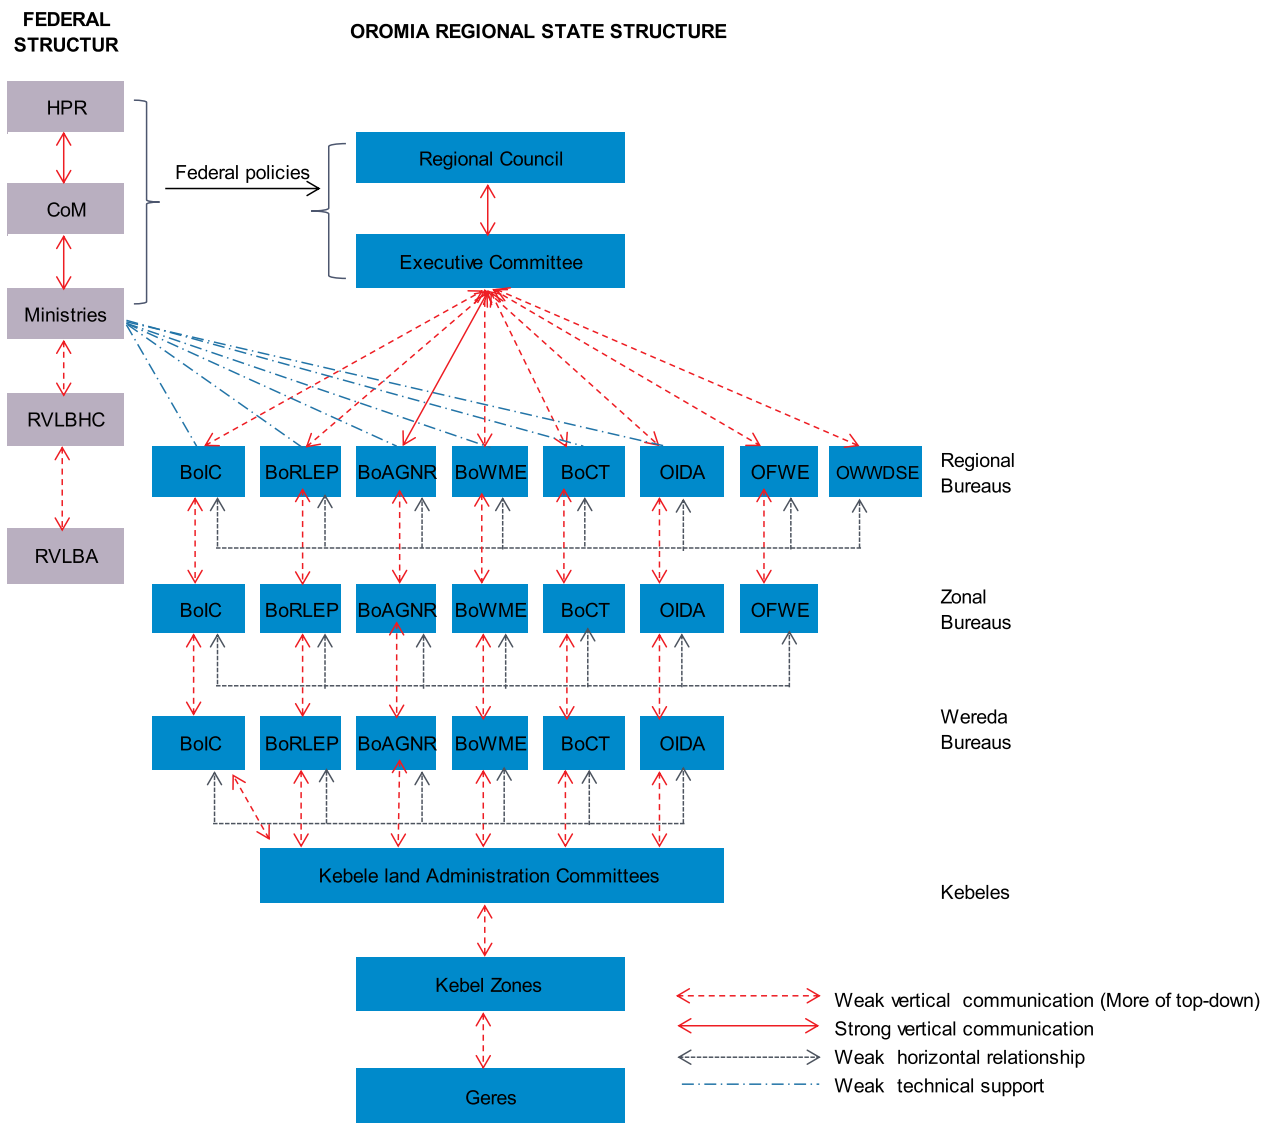 FEDERAL
STRUCTUR
OROMIA REGIONAL STATE STRUCTURE
HPR
Regional Council
Federal policies
CoM
Executive Committee
Ministries
RVLBHC
BoIC BoRLEP BoAGNR BoWME BoCT OIDA OFWE OWWDSE
Regional
Bureaus
RVLBA
BoIC BoRLEP BoAGNR BoWME BoCT OIDA OFWE
Zonal
Bureaus
BoIC BoRLEP BoAGNR BoWME BoCT OIDA
Wereda
Bureaus
Kebele land Administration Committees
Kebeles
Kebel Zones
Geres
Weak vertical communication (More of top-down)
Strong vertical communication
Weak horizontal relationship
Weak technical support